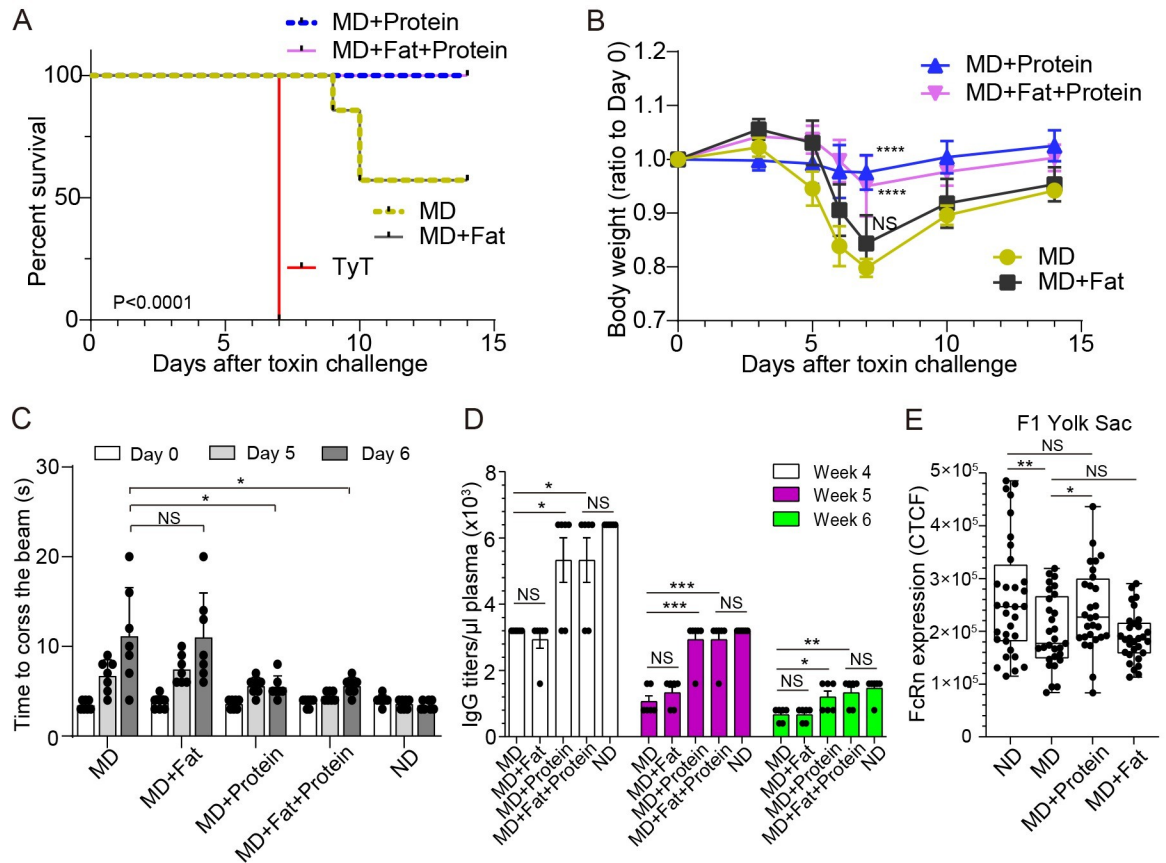 A
MD+Protein
MD+Fat+Protein
100
50
0
Percent survival
MD
MD+Fat
TyT
P<0.0001
0 5 10 15
Days after toxin challenge
B
1.2
1.1
1.0
0.9
0.8
0.7
Body weight (ratio to Day 0)
MD+Protein
MD+Fat+Protein
****
****
NS
MD
MD+Fat
0 5 10 15
Days after toxin challenge
C
Day 0 Day 5 Day 6
30
20
10
0
Time to corss the beam (s)
*
*
NS
MD
MD+Fat
MD+Protein
MD+Fat+Protein
ND
D
8
6
4
2
0
IgG titers/µl plasma (x10³)
Week 4
Week 5
Week 6
*
*
NS
NS
***
***
NS
NS
**
*
NS
NS
MD
MD+Fat
MD+Protein
MD+Fat+Protein
ND
MD
MD+Fat
MD+Protein
MD+Fat+Protein
ND
MD
MD+Fat
MD+Protein
MD+Fat+Protein
ND
E
F1 Yolk Sac
NS
**
NS
*
5×10⁵
4×10⁵
3×10⁵
2×10⁵
1×10⁵
0
FcRn expression (CTCF)
ND
MD
MD+Protein
MD+Fat